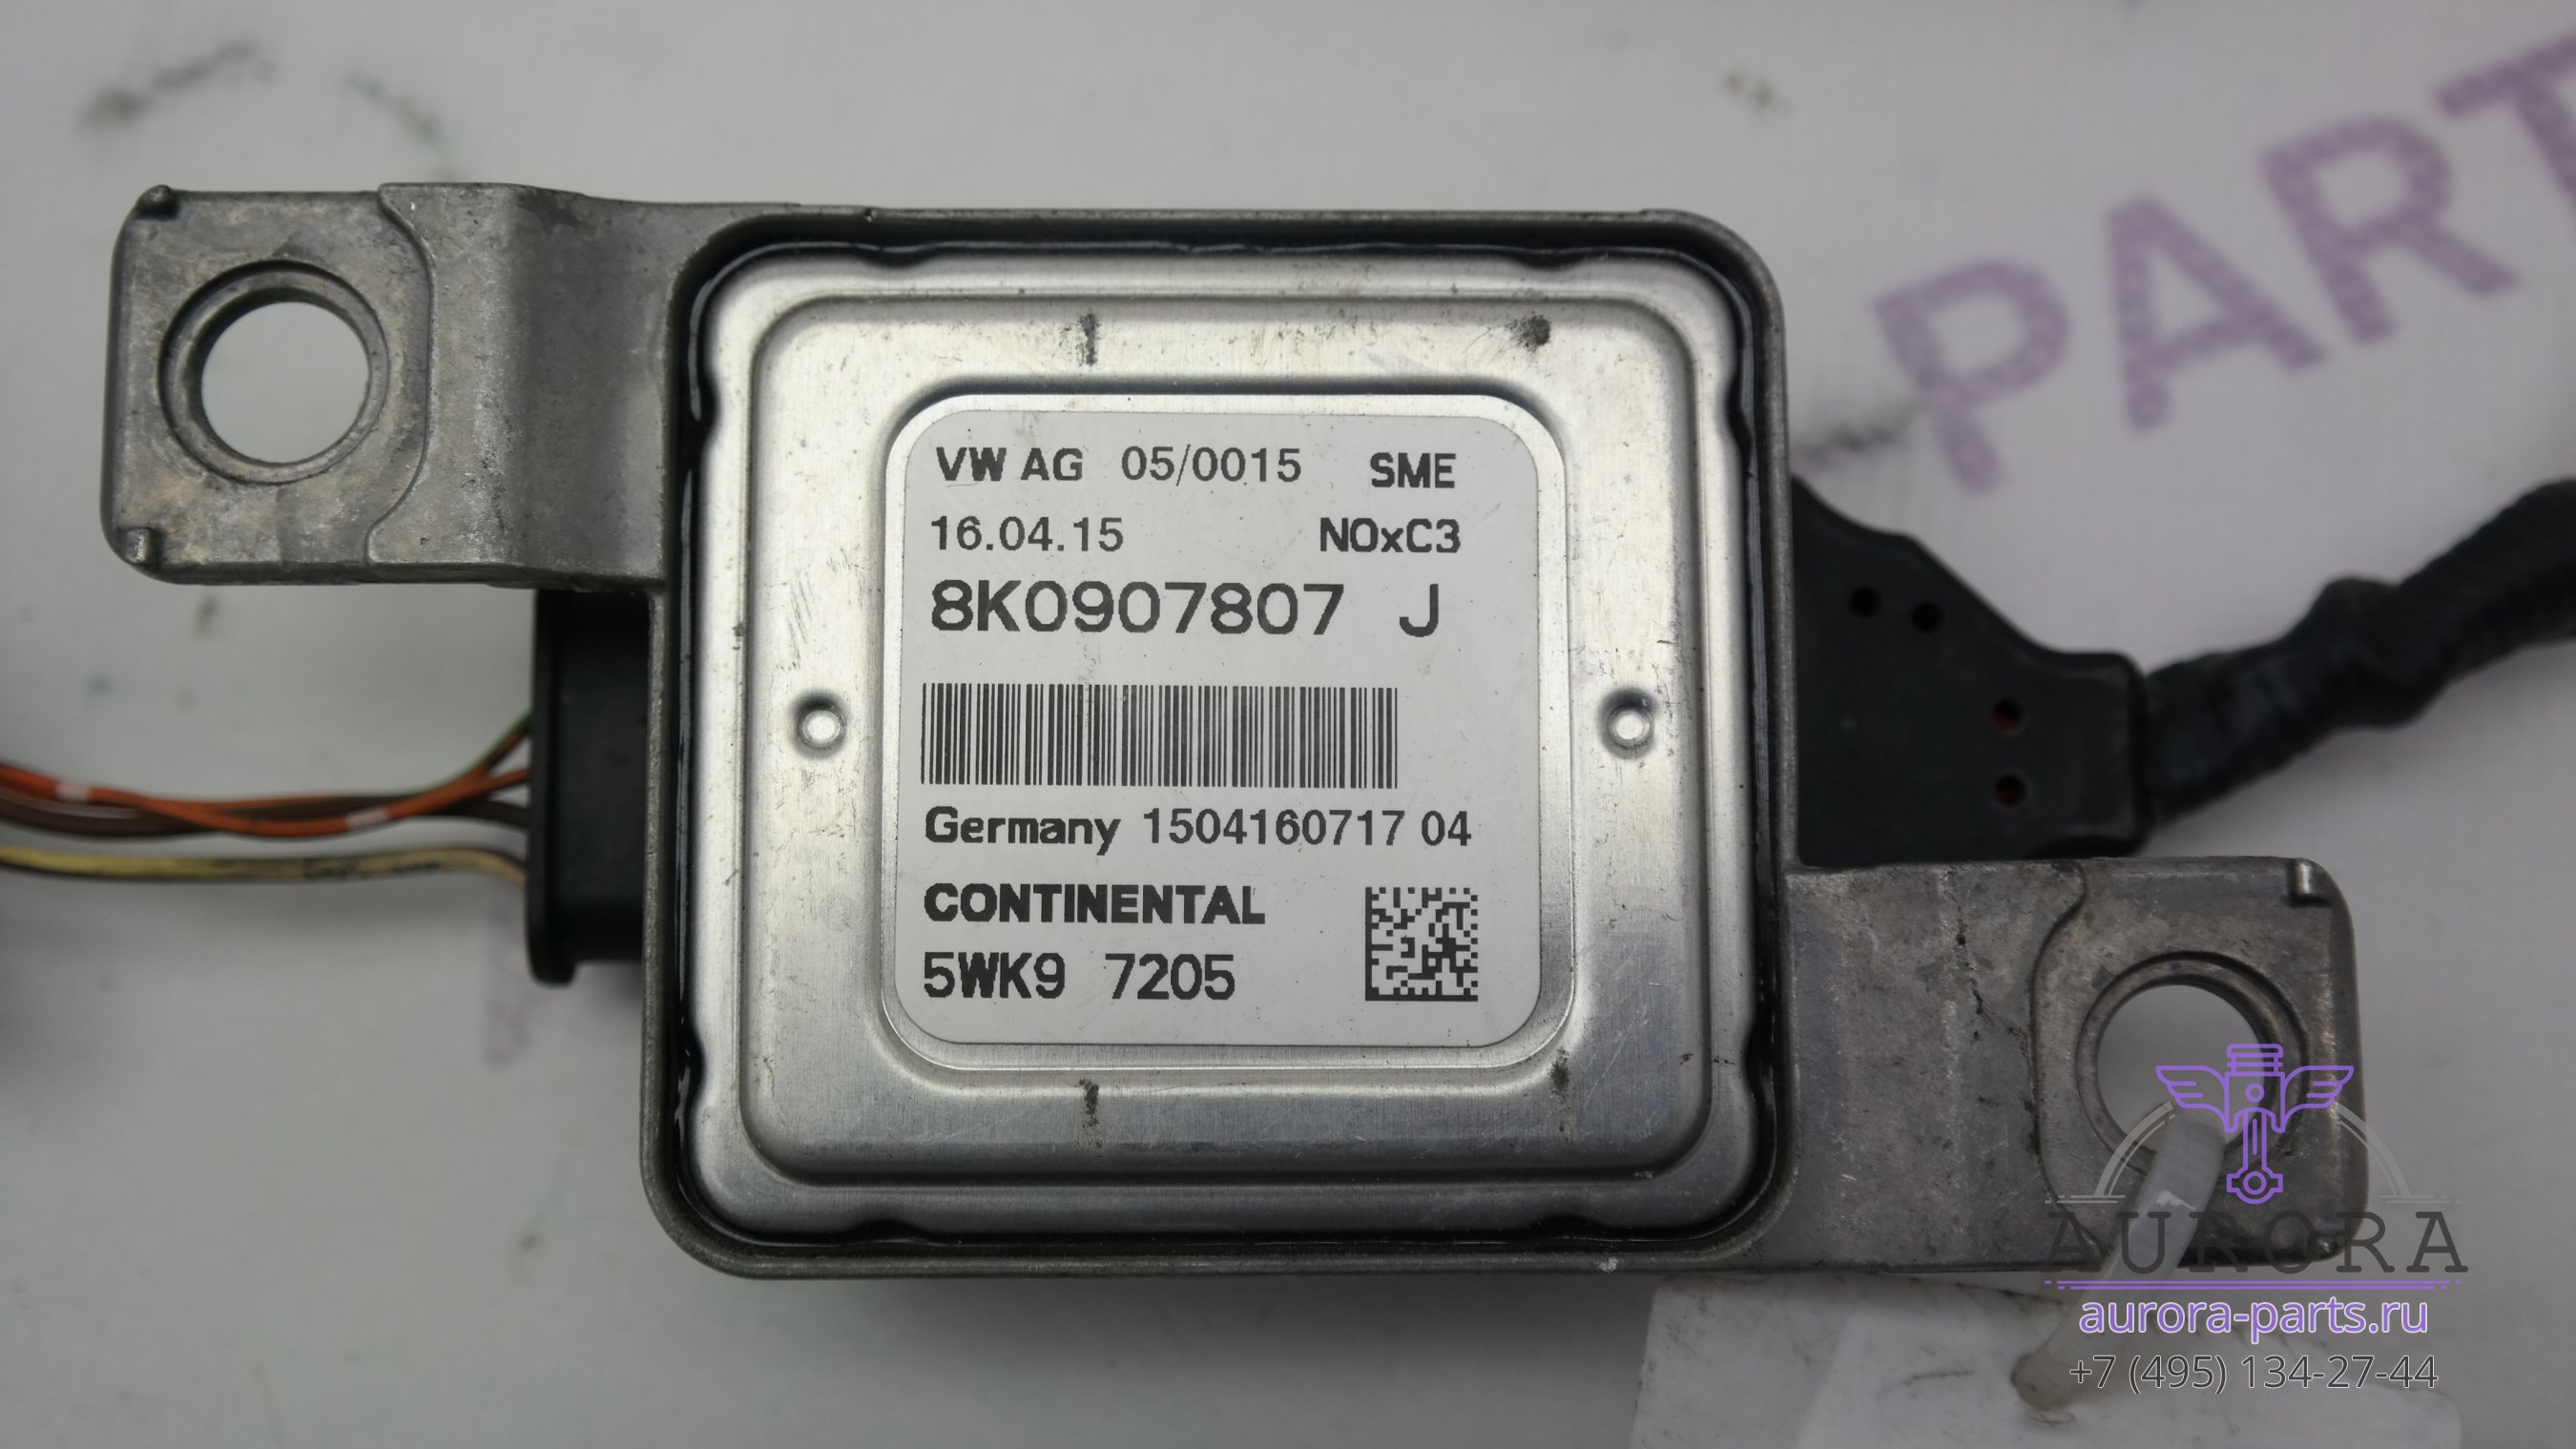 PART
VW AG 05/0015 SME
16.04.15 NOxC3
8K0907807 J
Germany 1504160717 04
CONTINENTAL
5WK9 7205
AURORA
aurora-parts.ru
+7 (495) 134-27-44